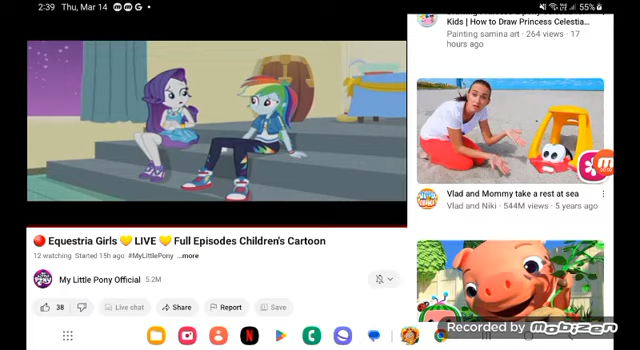 2:39 Thu, Mar 14
55%
Kids | How to Draw Princess Celestia...
Painting samina art • 264 views • 17
hours ago
Vlad and Mommy take a rest at sea
Vlad and Niki • 544M views • 5 years ago
Equestria Girls 💛 LIVE 💛 Full Episodes Children's Cartoon
12 watching Started 15h ago #MyLittlePony ...more
My Little Pony Official 5.2M
38
Live chat
Share
Report
Save
Recorded by mobizen